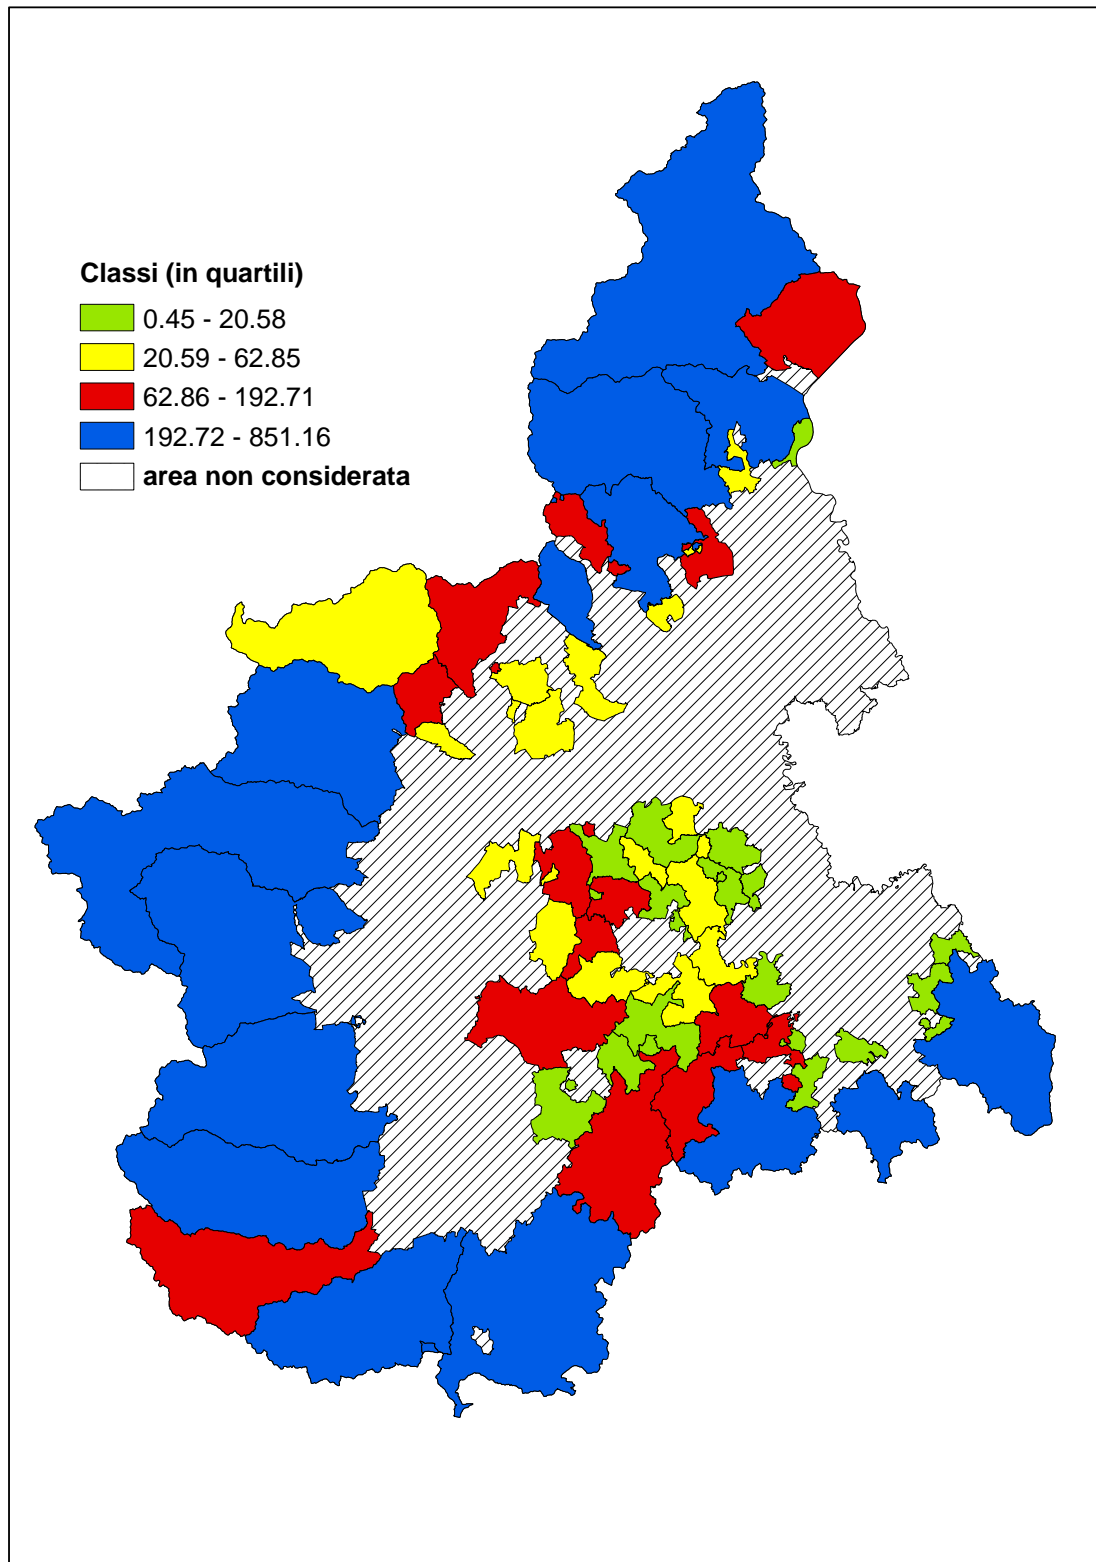 Classi (in quartili)
0.45 - 20.58
20.59 - 62.85
62.86 - 192.71
192.72 - 851.16
area non considerata